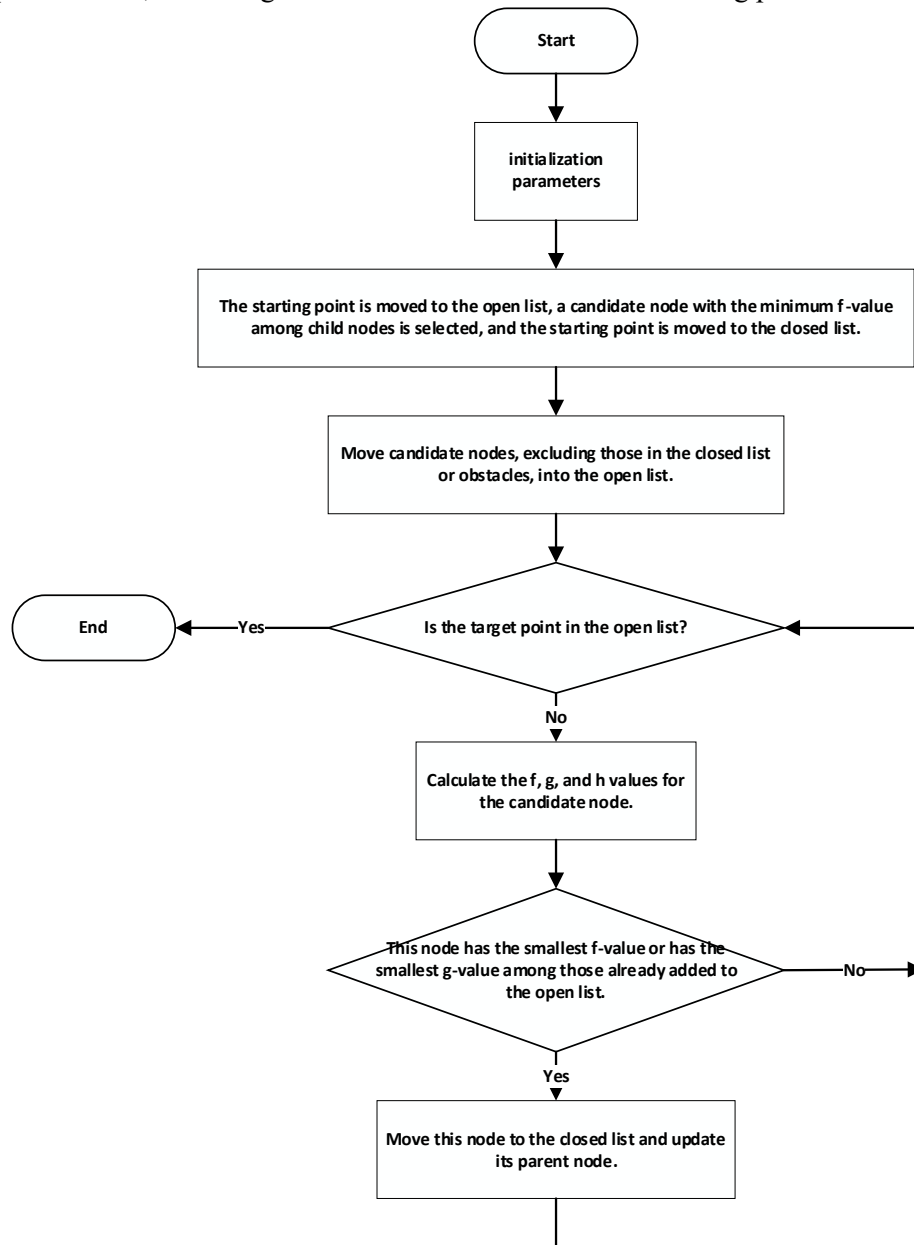 Start
initialization
parameters
The starting point is moved to the open list, a candidate node with the minimum f-value
among child nodes is selected, and the starting point is moved to the closed list.
Move candidate nodes, excluding those in the closed list
or obstacles, into the open list.
End
Yes
Is the target point in the open list?
No
Calculate the f, g, and h values for
the candidate node.
This node has the smallest f-value or has the
smallest g-value among those already added to
the open list.
No
Yes
Move this node to the closed list and update
its parent node.